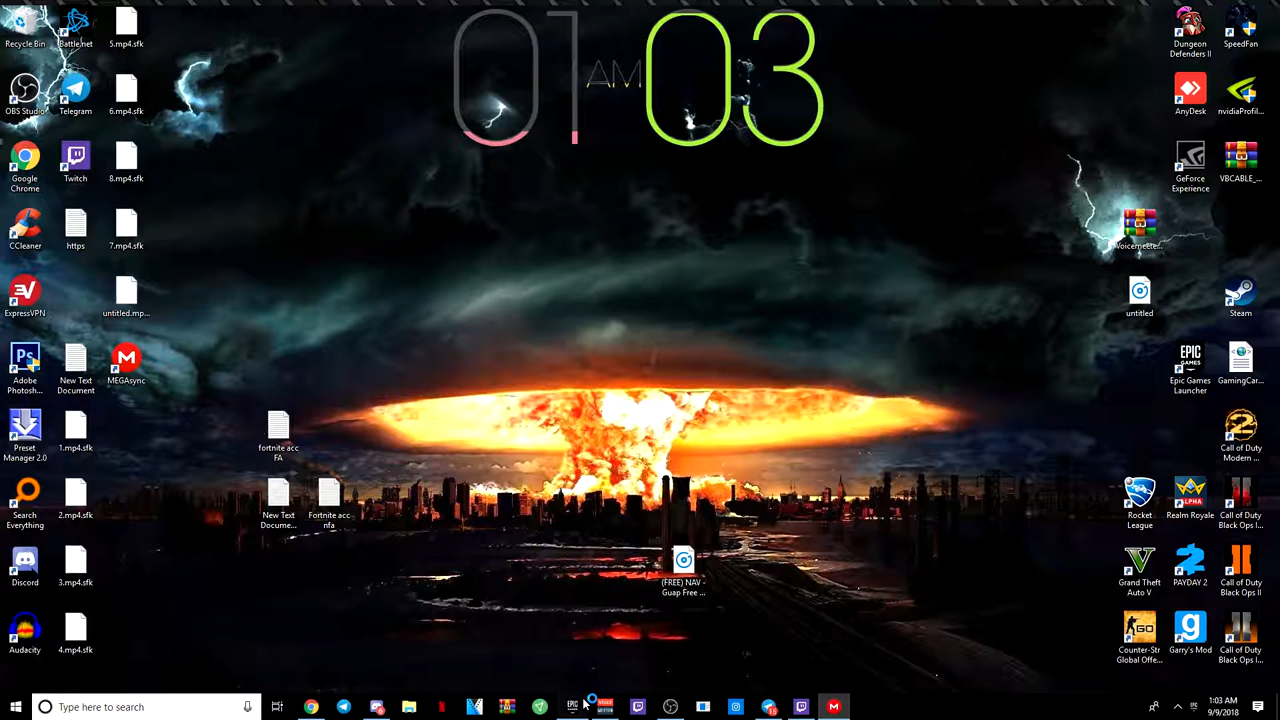 01 AM 03
Recycle Bin
Battle.net
5.mp4.sfk
OBS Studio
Telegram
6.mp4.sfk
Google
Chrome
Twitch
8.mp4.sfk
CCleaner
https
7.mp4.sfk
ExpressVPN
untitled.mp...
Adobe
Photosh...
New Text
Document
MEGAsync
Preset
Manager 2.0
1.mp4.sfk
Search
Everything
2.mp4.sfk
Discord
3.mp4.sfk
Audacity
4.mp4.sfk
fortnite acc
FA
New Text
Docume...
Fortnite acc
nfa
(FREE) NAV -
Guap Free ...
Dungeon
Defenders II
SpeedFan
AnyDesk
nvidiaProfil...
GeForce
Experience
VBCABLE_...
Voicemeete...
untitled
Steam
EPIC
GAMES
Epic Games
Launcher
GamingCar...
Call of Duty
Modern ...
Rocket
League
Realm Royale
Call of Duty
Black Ops I...
Grand Theft
Auto V
PAYDAY 2
Call of Duty
Black Ops II
Counter-Str
Global Offe...
Garry's Mod
Call of Duty
Black Ops I...
Type here to search
EPIC
1:03 AM
9/9/2018